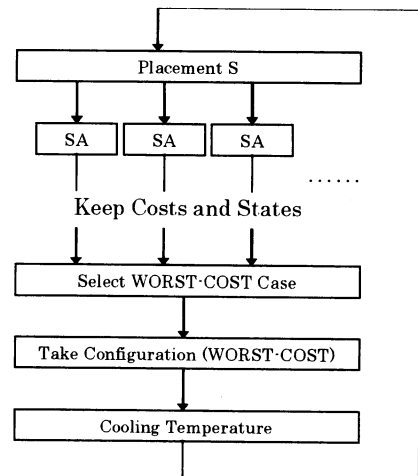 Placement S
SA SA SA
......
Keep Costs and States
Select WORST-COST Case
Take Configuration (WORST-COST)
Cooling Temperature